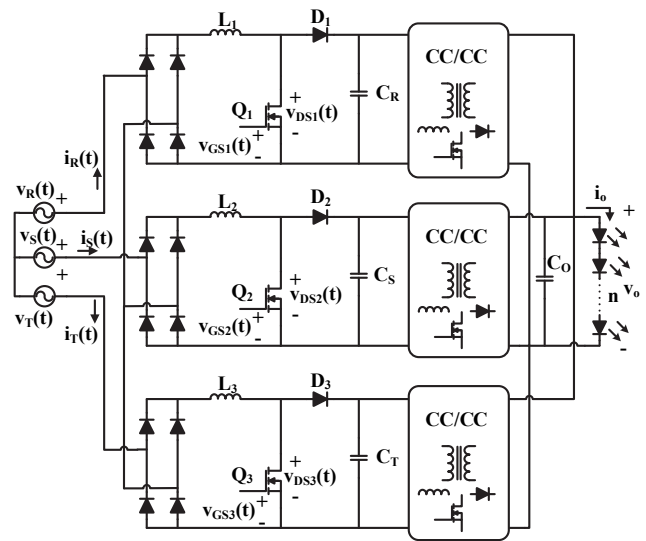 L1
D1
CC/CC
Q1
+
vDS1(t)
-
vGS1(t)
+
-
CR
iR(t)
vR(t)
+
vS(t)
+
iS(t)
+
vT(t)
iT(t)
L2
D2
CC/CC
Q2
+
vDS2(t)
-
vGS2(t)
+
-
CS
io
+
CO
n
vo
-
L3
D3
CC/CC
Q3
+
vDS3(t)
-
vGS3(t)
+
-
CT